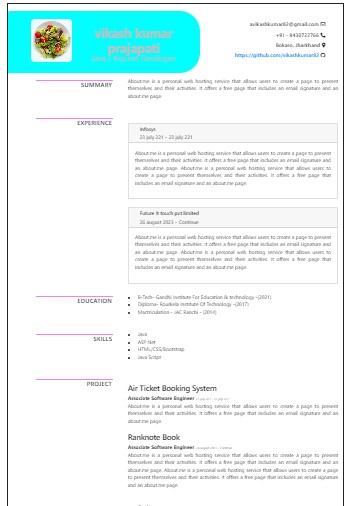 vikash kumar
prajapati
Java / Asp.net Developer
avikashkumar62@gmail.com
+91 - 8430722766
Bokaro, Jharkhand
https://github.com/vikashkumar62
SUMMARY
About.me is a personal web hosting service that allows users to create a page to present
themselves and their activities. It offers a free page that includes an email signature and
an about.me page
EXPERIENCE
Infosys
23 july 221 - 23 july 221
About.me is a personal web hosting service that allows users to create a page to present
themselves and their activities. It offers a free page that includes an email signature and
an about.me page. About.me is a personal web hosting service that allows users to
create a page to present themselves and their activities. It offers a free page that
includes an email signature and an about.me page
Future it touch pvt.limited
26 august 2023 - Continue
About.me is a personal web hosting service that allows users to create a page to present
themselves and their activities. It offers a free page that includes an email signature and
an about.me page. About.me is a personal web hosting service that allows users to
create a page to present themselves and their activities. It offers a free page that
includes an email signature and an about.me page
EDUCATION
B-Tech- Gandhi Institute For Education & technology -(2021)
Diploma- Rourkela Institute Of Technology -(2017)
Matriculation - JAC Ranchi - (2014)
SKILLS
Java
ASP.Net
HTML/CSS/Bootstrap
Java Script
PROJECT
Air Ticket Booking System
Associate Software Engineer
About.me is a personal web hosting service that allows users to create a page to present
themselves and their activities. It offers a free page that includes an email signature and an
about.me page
Ranknote Book
Associate Software Engineer
About.me is a personal web hosting service that allows users to create a page to present
themselves and their activities. It offers a free page that includes an email signature and an
about.me page. About.me is a personal web hosting service that allows users to create a page
to present themselves and their activities. It offers a free page that includes an email signature
and an about.me page